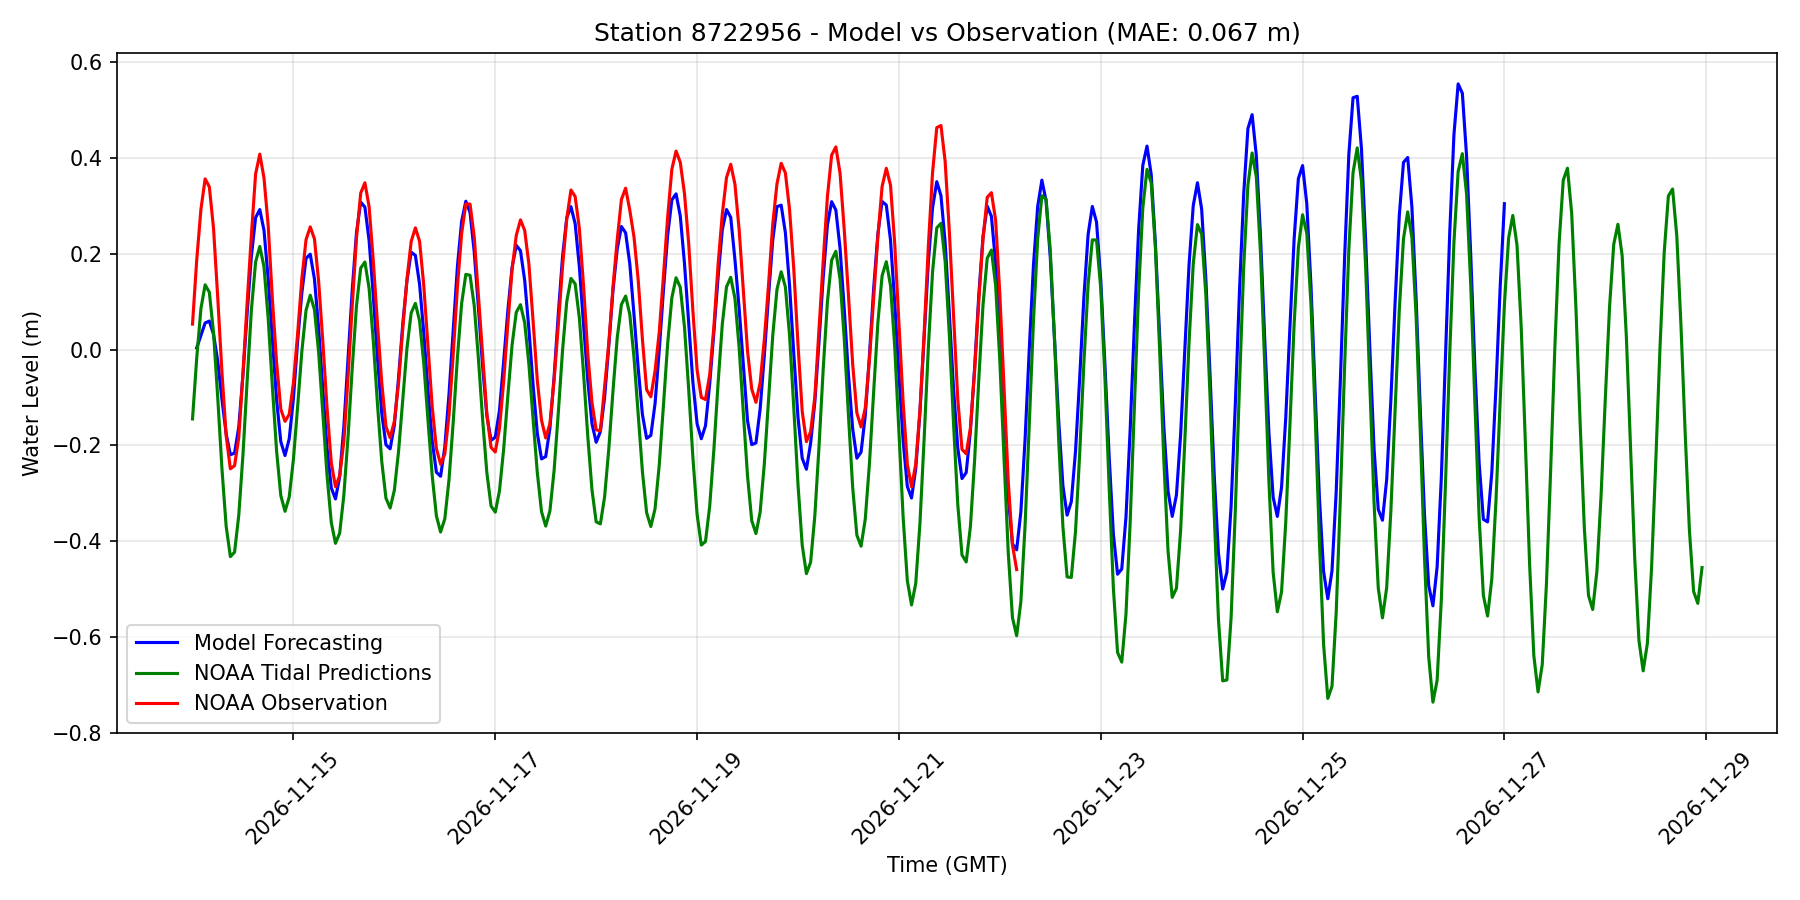 Station 8722956 - Model vs Observation (MAE: 0.067 m)
Water Level (m)
0.6
0.4
0.2
0.0
−0.2
−0.4
−0.6
−0.8
Model Forecasting
NOAA Tidal Predictions
NOAA Observation
2026-11-15
2026-11-17
2026-11-19
2026-11-21
2026-11-23
2026-11-25
2026-11-27
2026-11-29
Time (GMT)